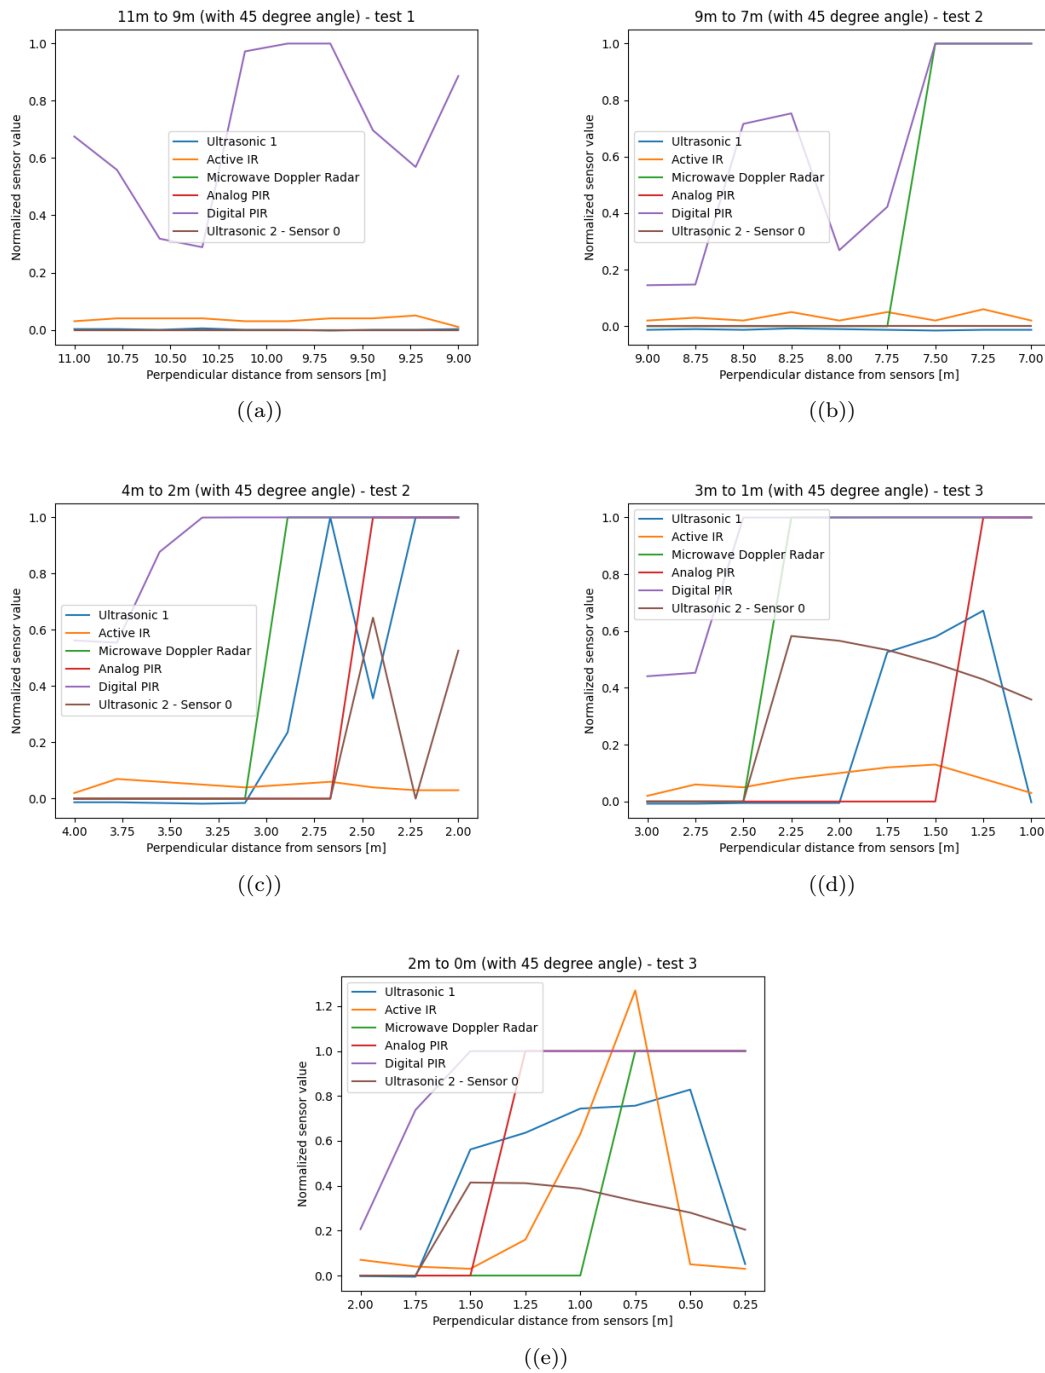 11m to 9m (with 45 degree angle) - test 1
1.0
0.8
0.6
0.4
0.2
0.0
Normalized sensor value
Ultrasonic 1
Active IR
Microwave Doppler Radar
Analog PIR
Digital PIR
Ultrasonic 2 - Sensor 0
11.00 10.75 10.50 10.25 10.00 9.75 9.50 9.25 9.00
Perpendicular distance from sensors [m]
((a))
9m to 7m (with 45 degree angle) - test 2
1.0
0.8
0.6
0.4
0.2
0.0
Normalized sensor value
Ultrasonic 1
Active IR
Microwave Doppler Radar
Analog PIR
Digital PIR
Ultrasonic 2 - Sensor 0
9.00 8.75 8.50 8.25 8.00 7.75 7.50 7.25 7.00
Perpendicular distance from sensors [m]
((b))
4m to 2m (with 45 degree angle) - test 2
1.0
0.8
0.6
0.4
0.2
0.0
Normalized sensor value
Ultrasonic 1
Active IR
Microwave Doppler Radar
Analog PIR
Digital PIR
Ultrasonic 2 - Sensor 0
4.00 3.75 3.50 3.25 3.00 2.75 2.50 2.25 2.00
Perpendicular distance from sensors [m]
((c))
3m to 1m (with 45 degree angle) - test 3
1.0
0.8
0.6
0.4
0.2
0.0
Normalized sensor value
Ultrasonic 1
Active IR
Microwave Doppler Radar
Analog PIR
Digital PIR
Ultrasonic 2 - Sensor 0
3.00 2.75 2.50 2.25 2.00 1.75 1.50 1.25 1.00
Perpendicular distance from sensors [m]
((d))
2m to 0m (with 45 degree angle) - test 3
1.2
1.0
0.8
0.6
0.4
0.2
0.0
Normalized sensor value
Ultrasonic 1
Active IR
Microwave Doppler Radar
Analog PIR
Digital PIR
Ultrasonic 2 - Sensor 0
2.00 1.75 1.50 1.25 1.00 0.75 0.50 0.25
Perpendicular distance from sensors [m]
((e))